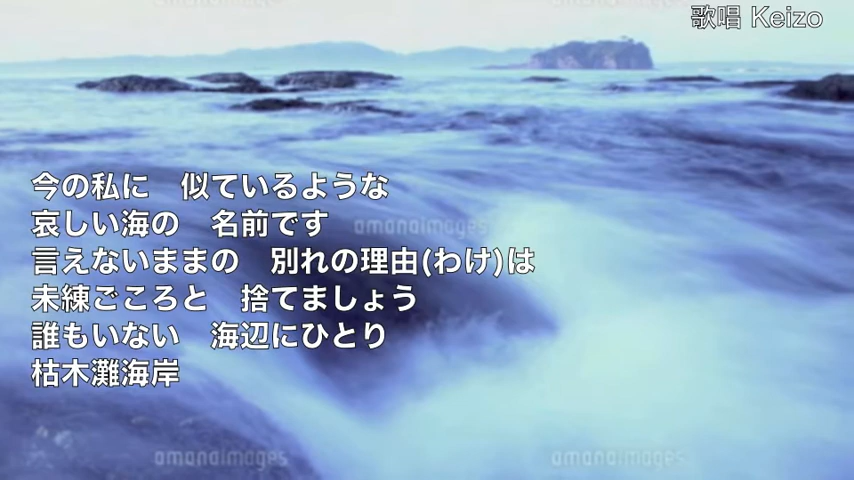 歌唱 Keizo
今の私に　似ているような
哀しい海の　名前です
言えないままの　別れの理由(わけ)は
未練ごころと　捨てましょう
誰もいない　海辺にひとり
枯木灘海岸
amanaimages
amanaimages
amanaimages